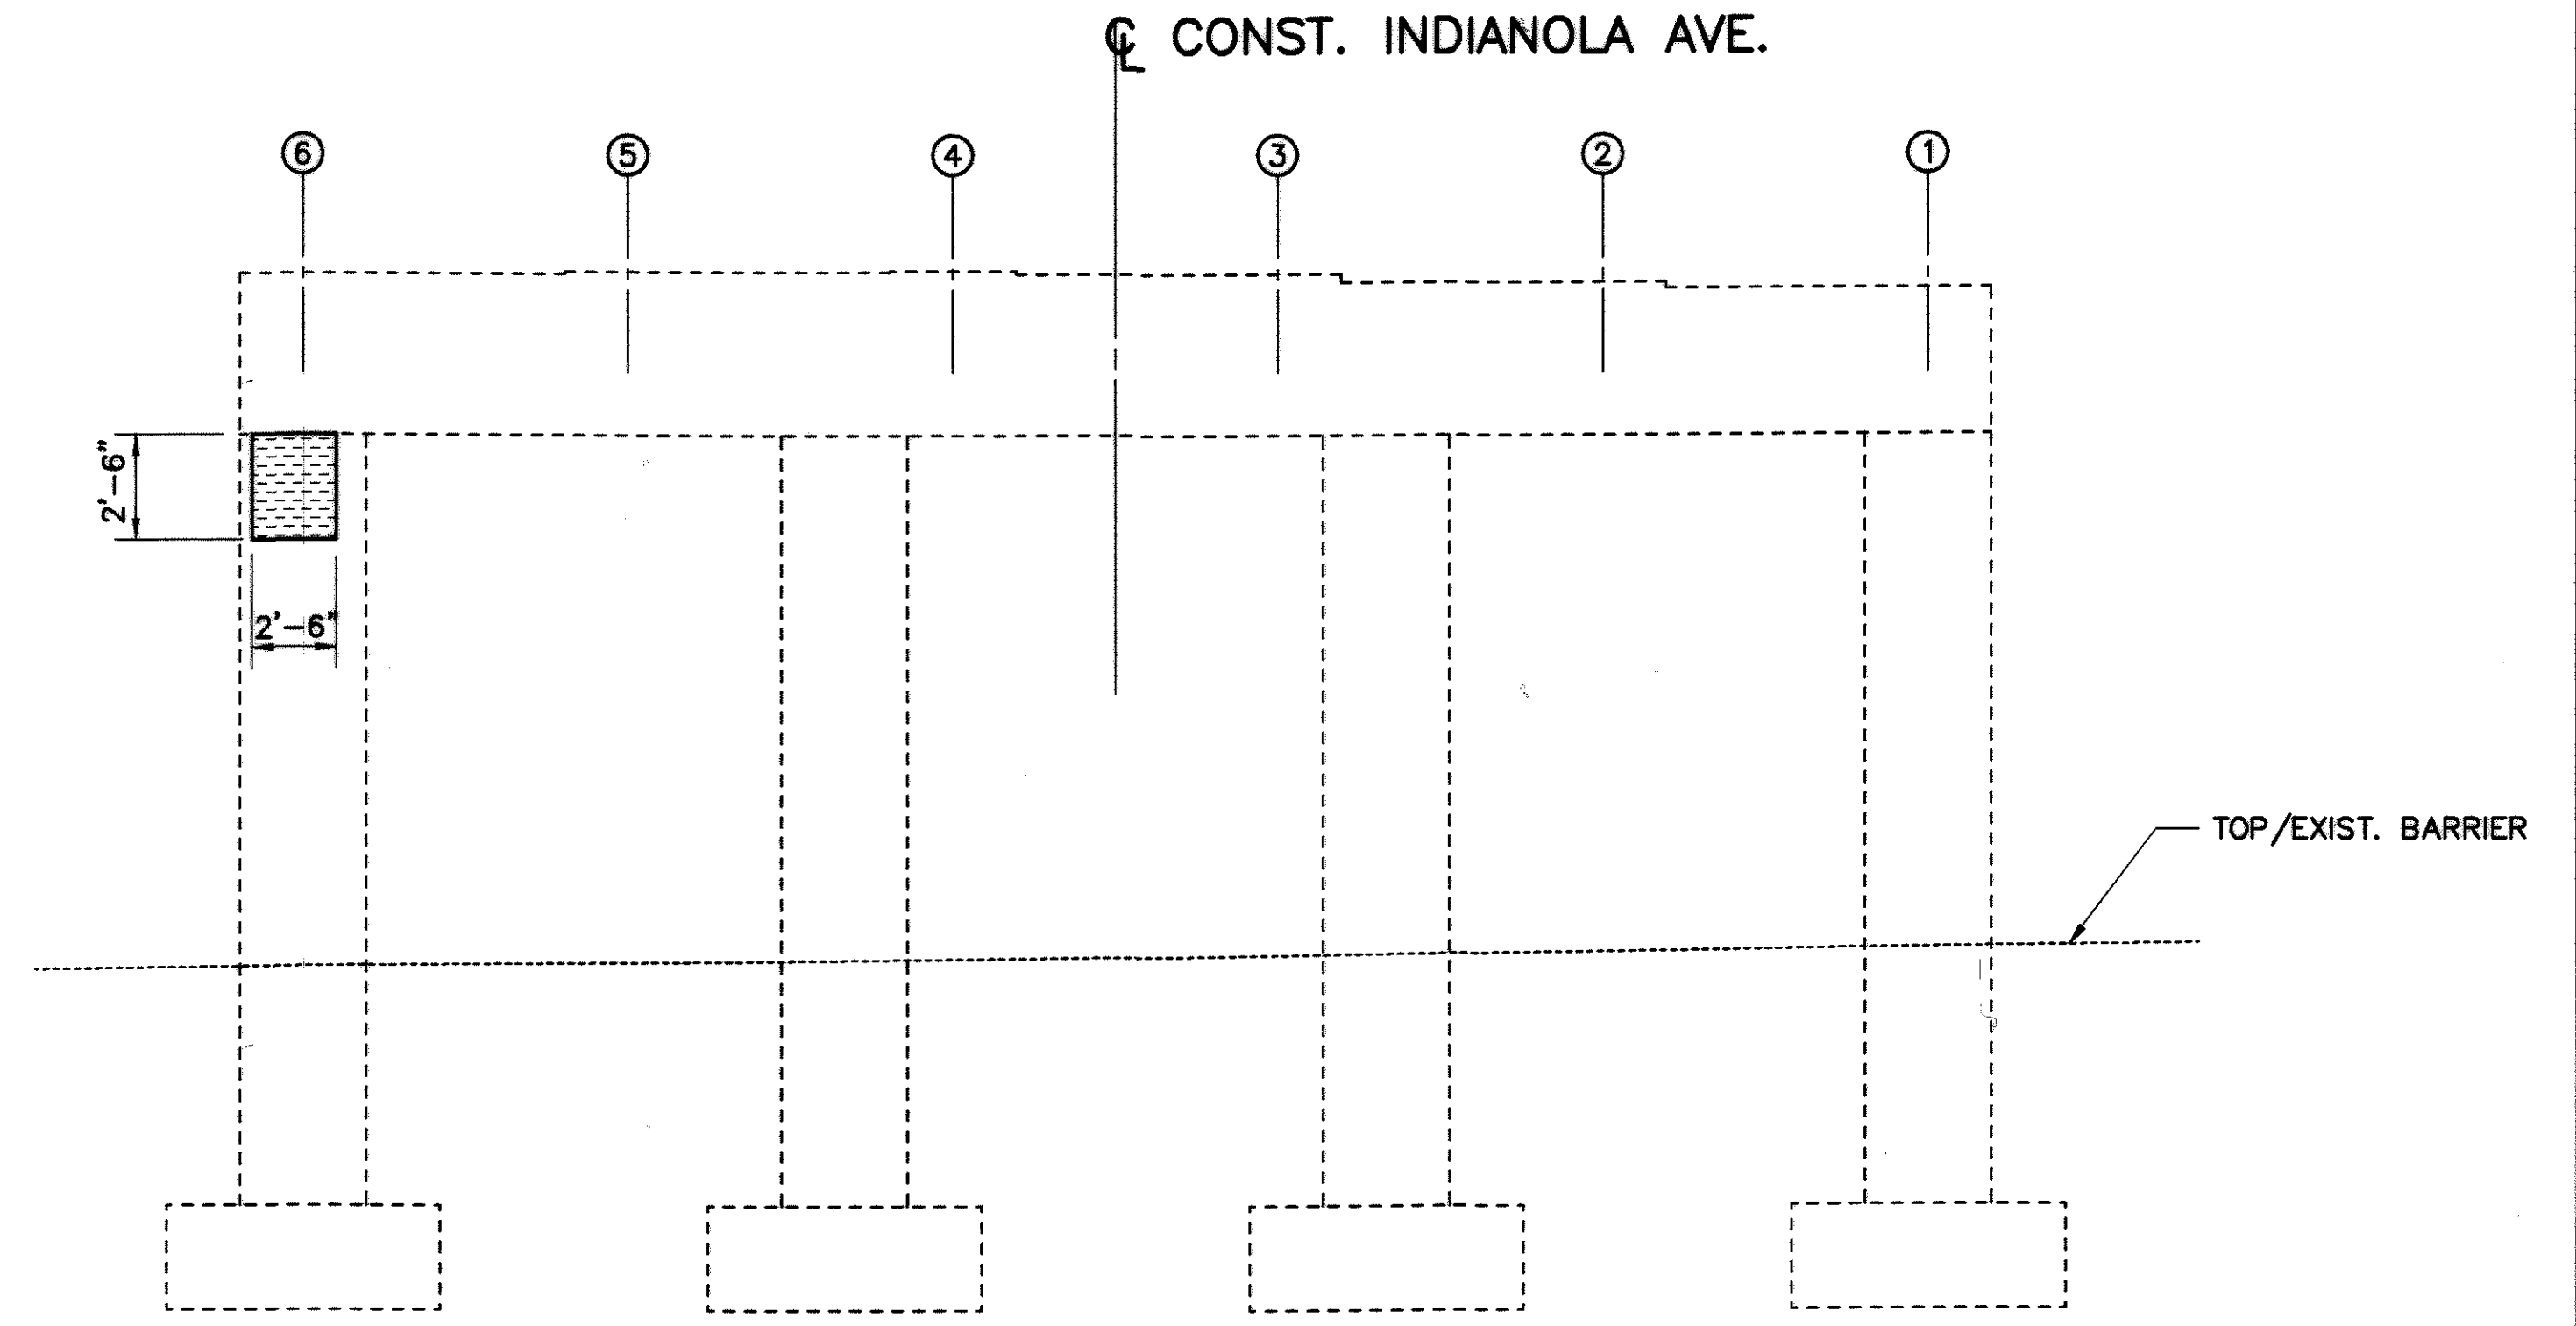 ℄ CONST. INDIANOLA AVE.
6 5 4 3 2 1
2'-6"
2'-6"
TOP/EXIST. BARRIER